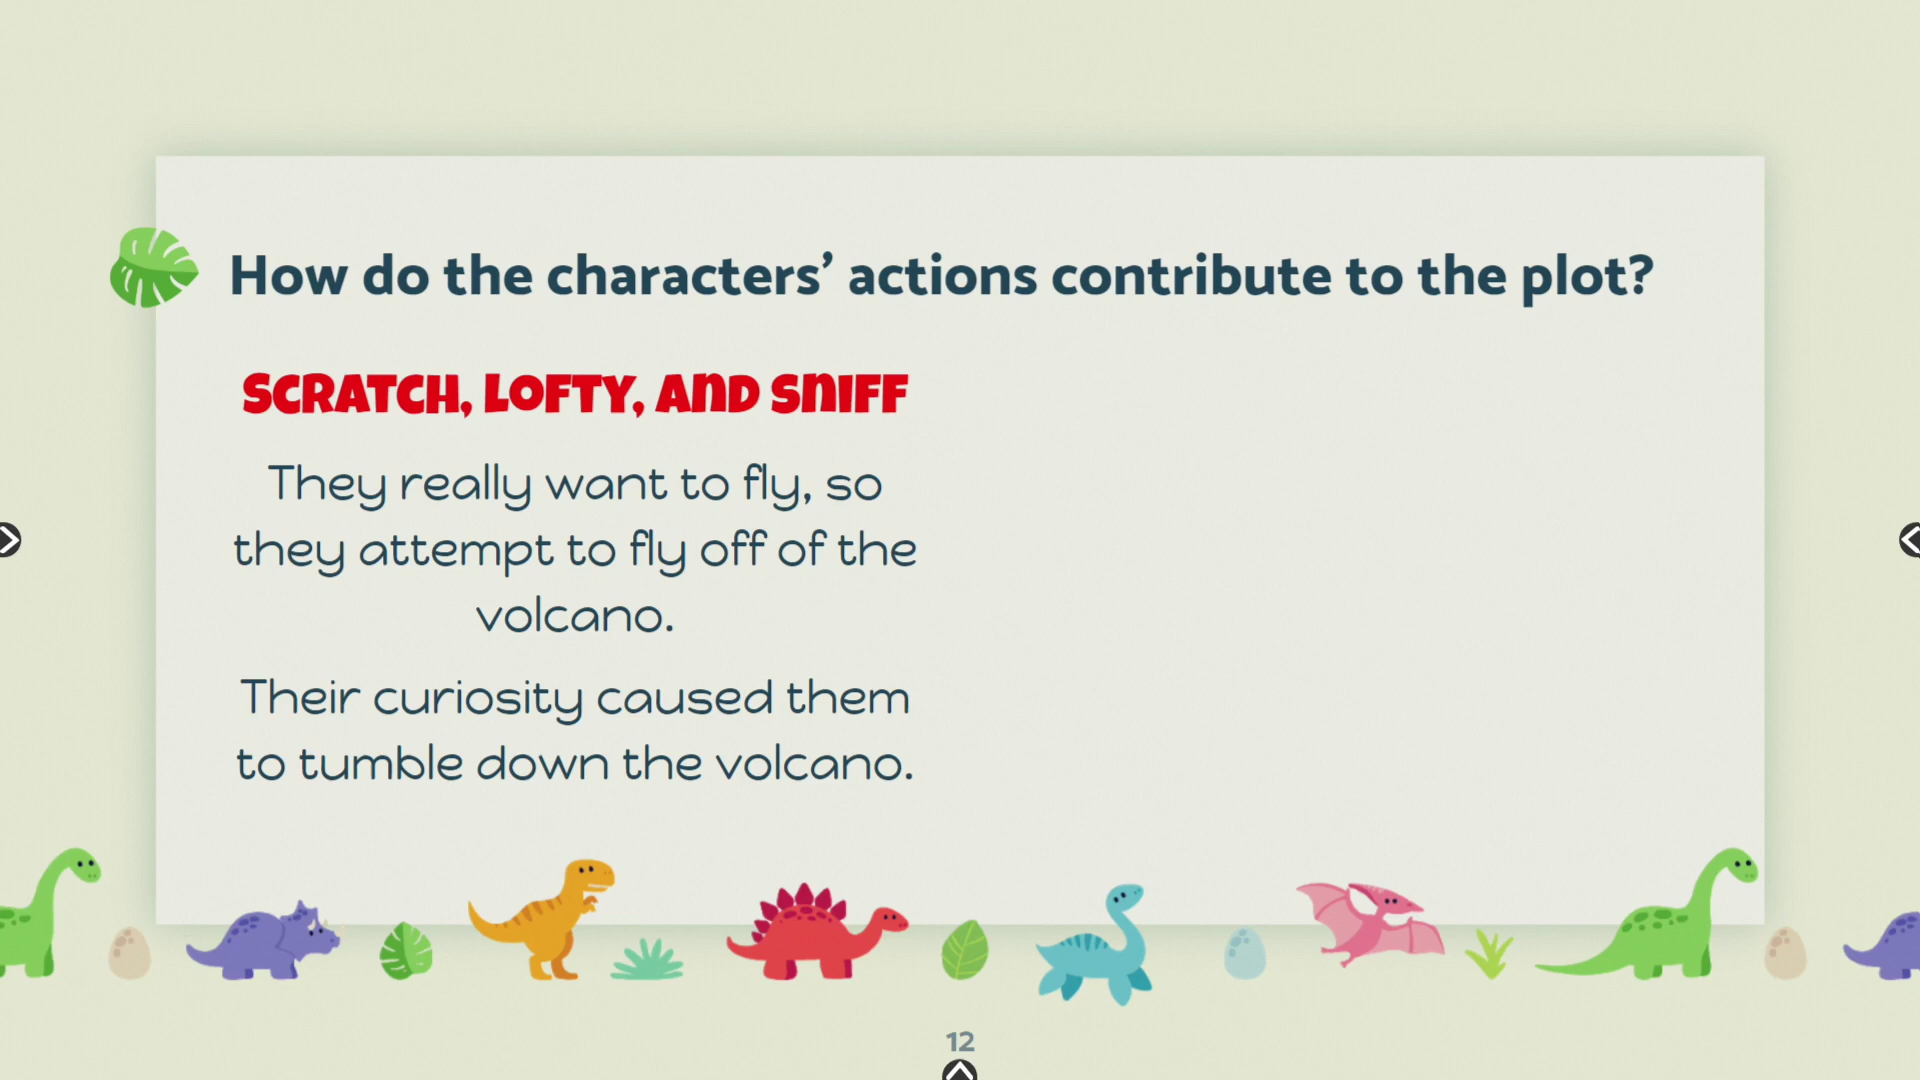 How do the characters’ actions contribute to the plot?
SCRATCH, LOFTY, AND SNIFF
They really want to fly, so
they attempt to fly off of the
volcano.
Their curiosity caused them
to tumble down the volcano.
12